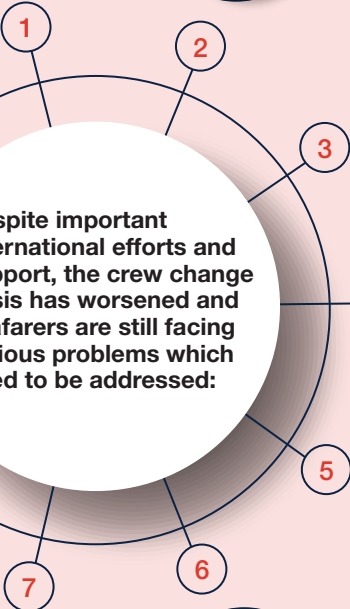 1
2
3
spite important
ernational efforts and
pport, the crew change
sis has worsened and
afarers are still facing
ious problems which
ed to be addressed:
5
6
7